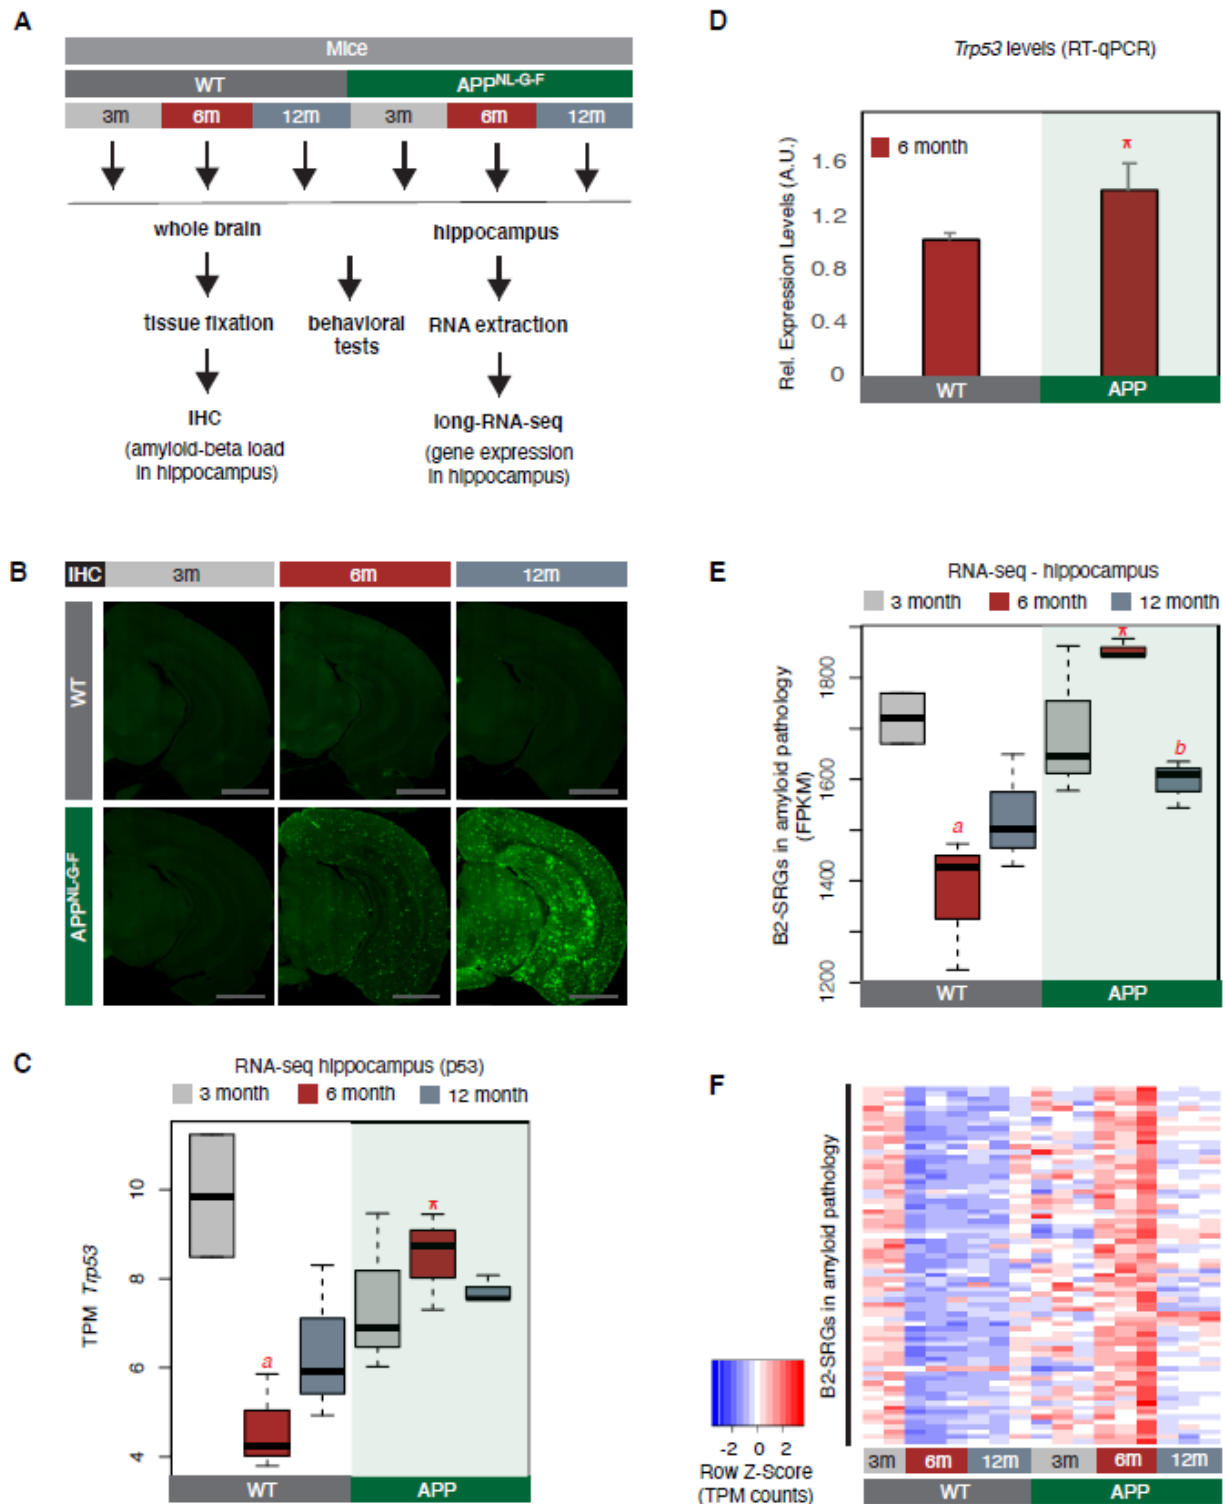 A
Mice
WT APP^NL-G-F
3m 6m 12m 3m 6m 12m
whole brain hippocampus
tissue fixation behavioral tests RNA extraction
IHC long-RNA-seq
(amyloid-beta load (gene expression
in hippocampus) in hippocampus)
B
IHC 3m 6m 12m
WT
APP^NL-G-F
C
RNA-seq hippocampus (p53)
3 month 6 month 12 month
TPM Trp53
10
8
6
4
a
*
WT APP
D
Trp53 levels (RT-qPCR)
6 month
Rel. Expression Levels (A.U.)
1.6
1.2
0.8
0.4
0
*
WT APP
E
RNA-seq - hippocampus
3 month 6 month 12 month
B2-SRGs in amyloid pathology
(FPKM)
1800
1600
1400
1200
a
*
b
WT APP
F
B2-SRGs in amyloid pathology
-2 0 2
Row Z-Score
(TPM counts)
3m 6m 12m 3m 6m 12m
WT APP